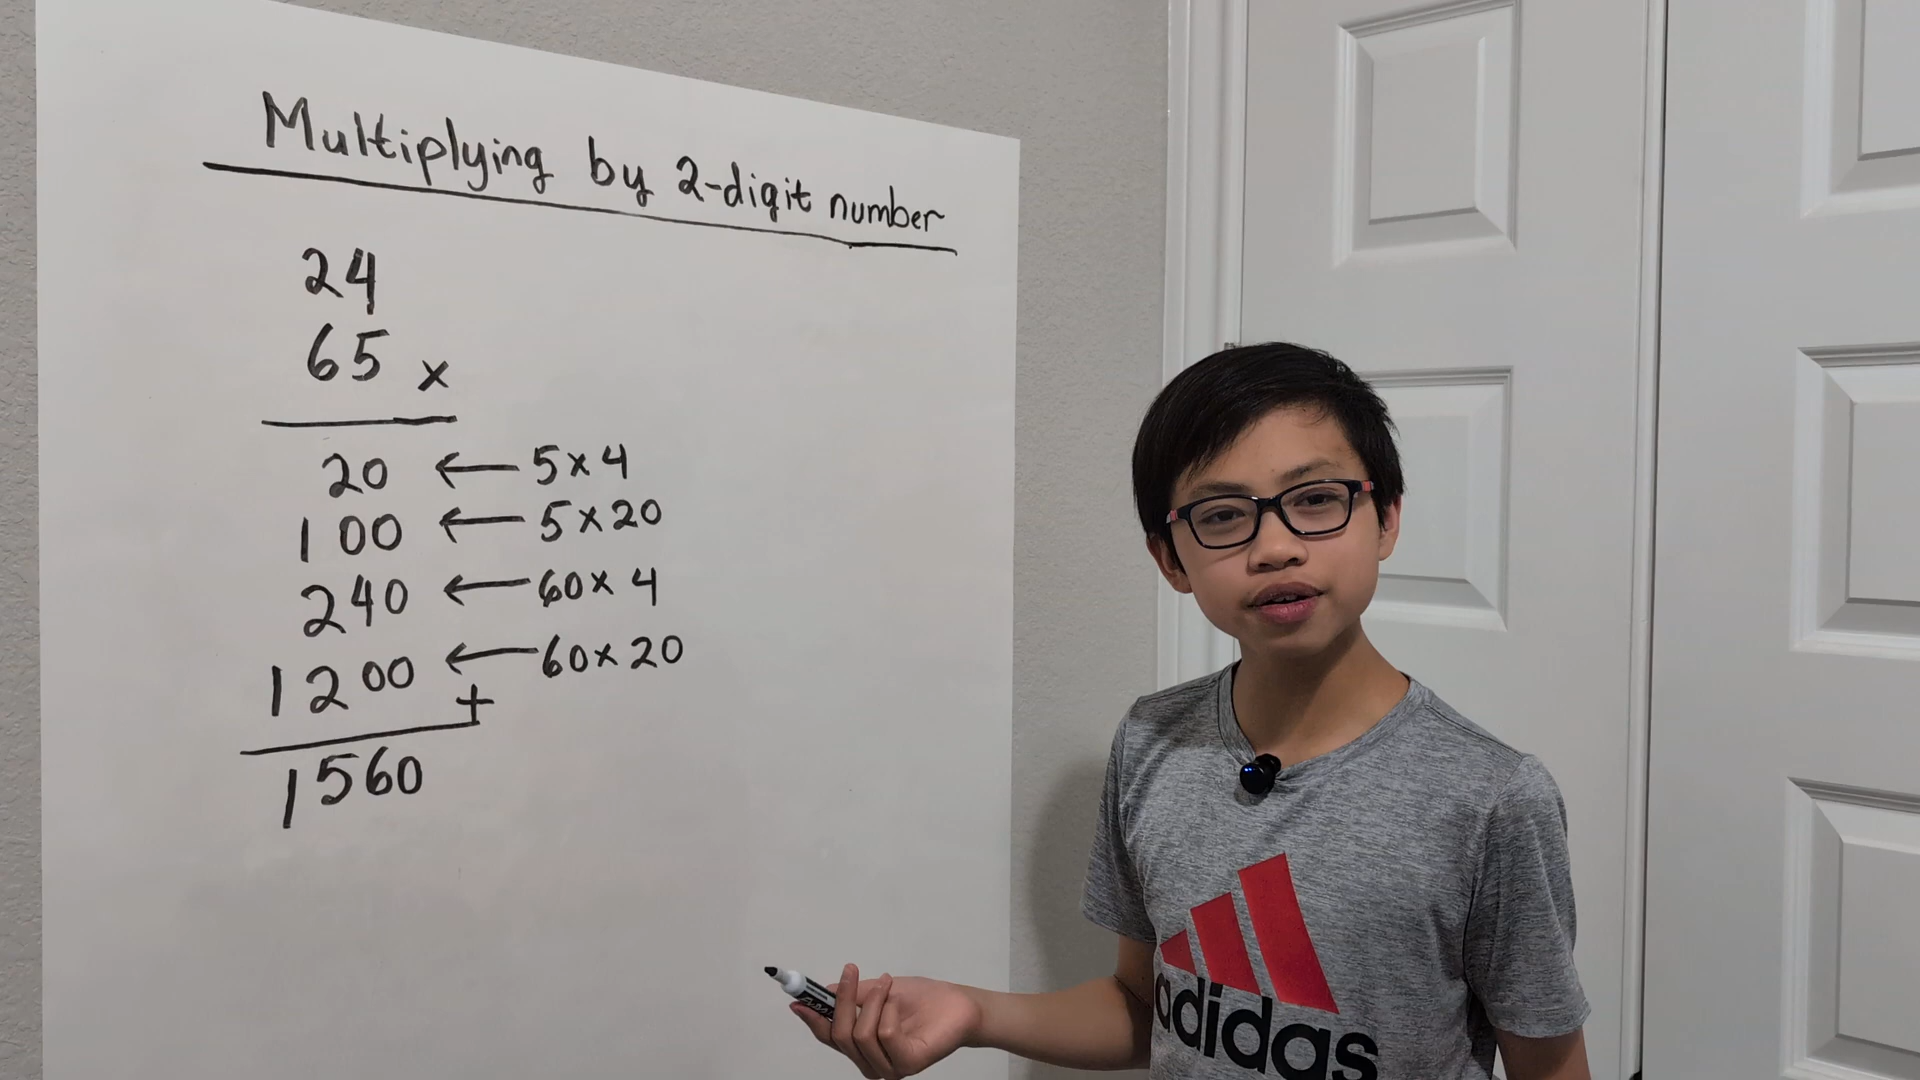 Multiplying by 2-digit number
24
65 x
20 ← 5 x 4
100 ← 5 x 20
240 ← 60 x 4
1200 ← 60 x 20
+
1560
adidas